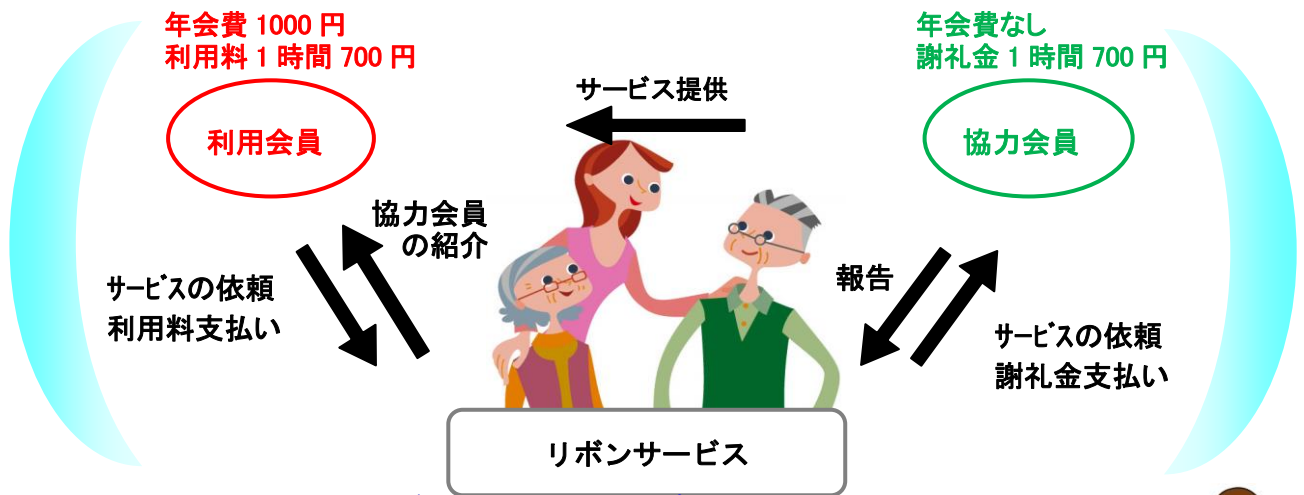 年会費 1000 円
利用料 1 時間 700 円
利用会員
年会費なし
謝礼金 1 時間 700 円
協力会員
サービス提供
協力会員
の紹介
サービスの依頼
利用料支払い
報告
サービスの依頼
謝礼金支払い
リボンサービス